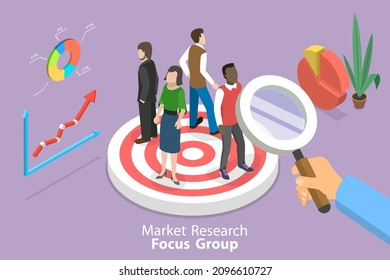 Market Research
Focus Group
shutterstock.com · 2096610727